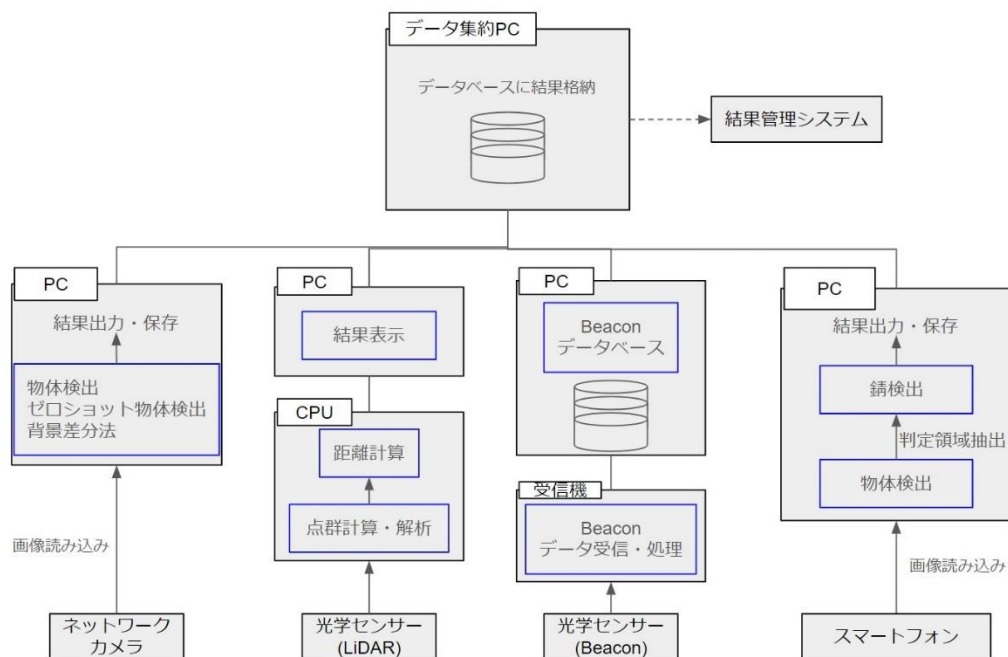 データ集約PC
データベースに結果格納
結果管理システム
PC
結果出力・保存
物体検出
ゼロショット物体検出
背景差分法
画像読み込み
ネットワーク
カメラ
PC
結果表示
CPU
距離計算
点群計算・解析
光学センサー
(LiDAR)
PC
Beacon
データベース
受信機
Beacon
データ受信・処理
光学センサー
(Beacon)
PC
結果出力・保存
錆検出
判定領域抽出
物体検出
画像読み込み
スマートフォン